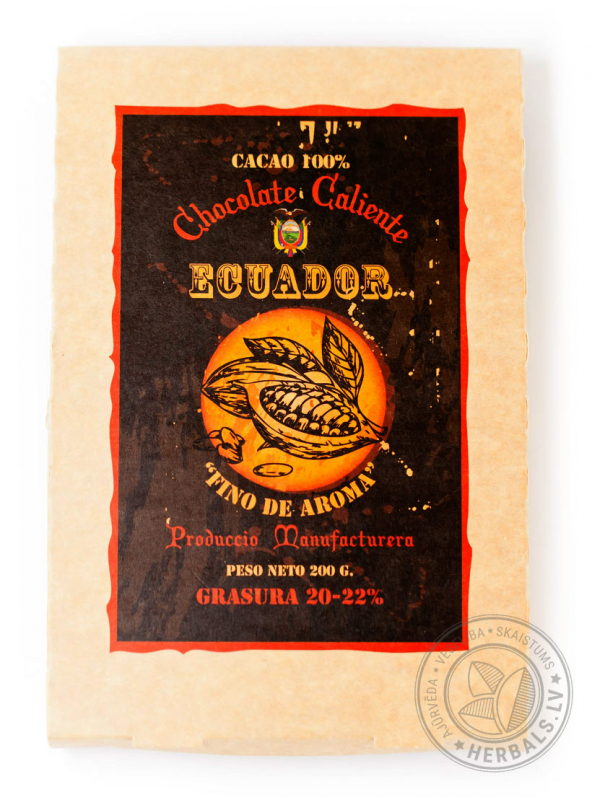 CACAO 100%
Chocolate Caliente
ECUADOR
"FINO DE AROMA"
Produccio Manufacturera
PESO NETO 200 G.
GRASURA 20-22%
AJŪRVĒDA * VESELĪBA * SKAISTUMS
* HERBALS.LV *